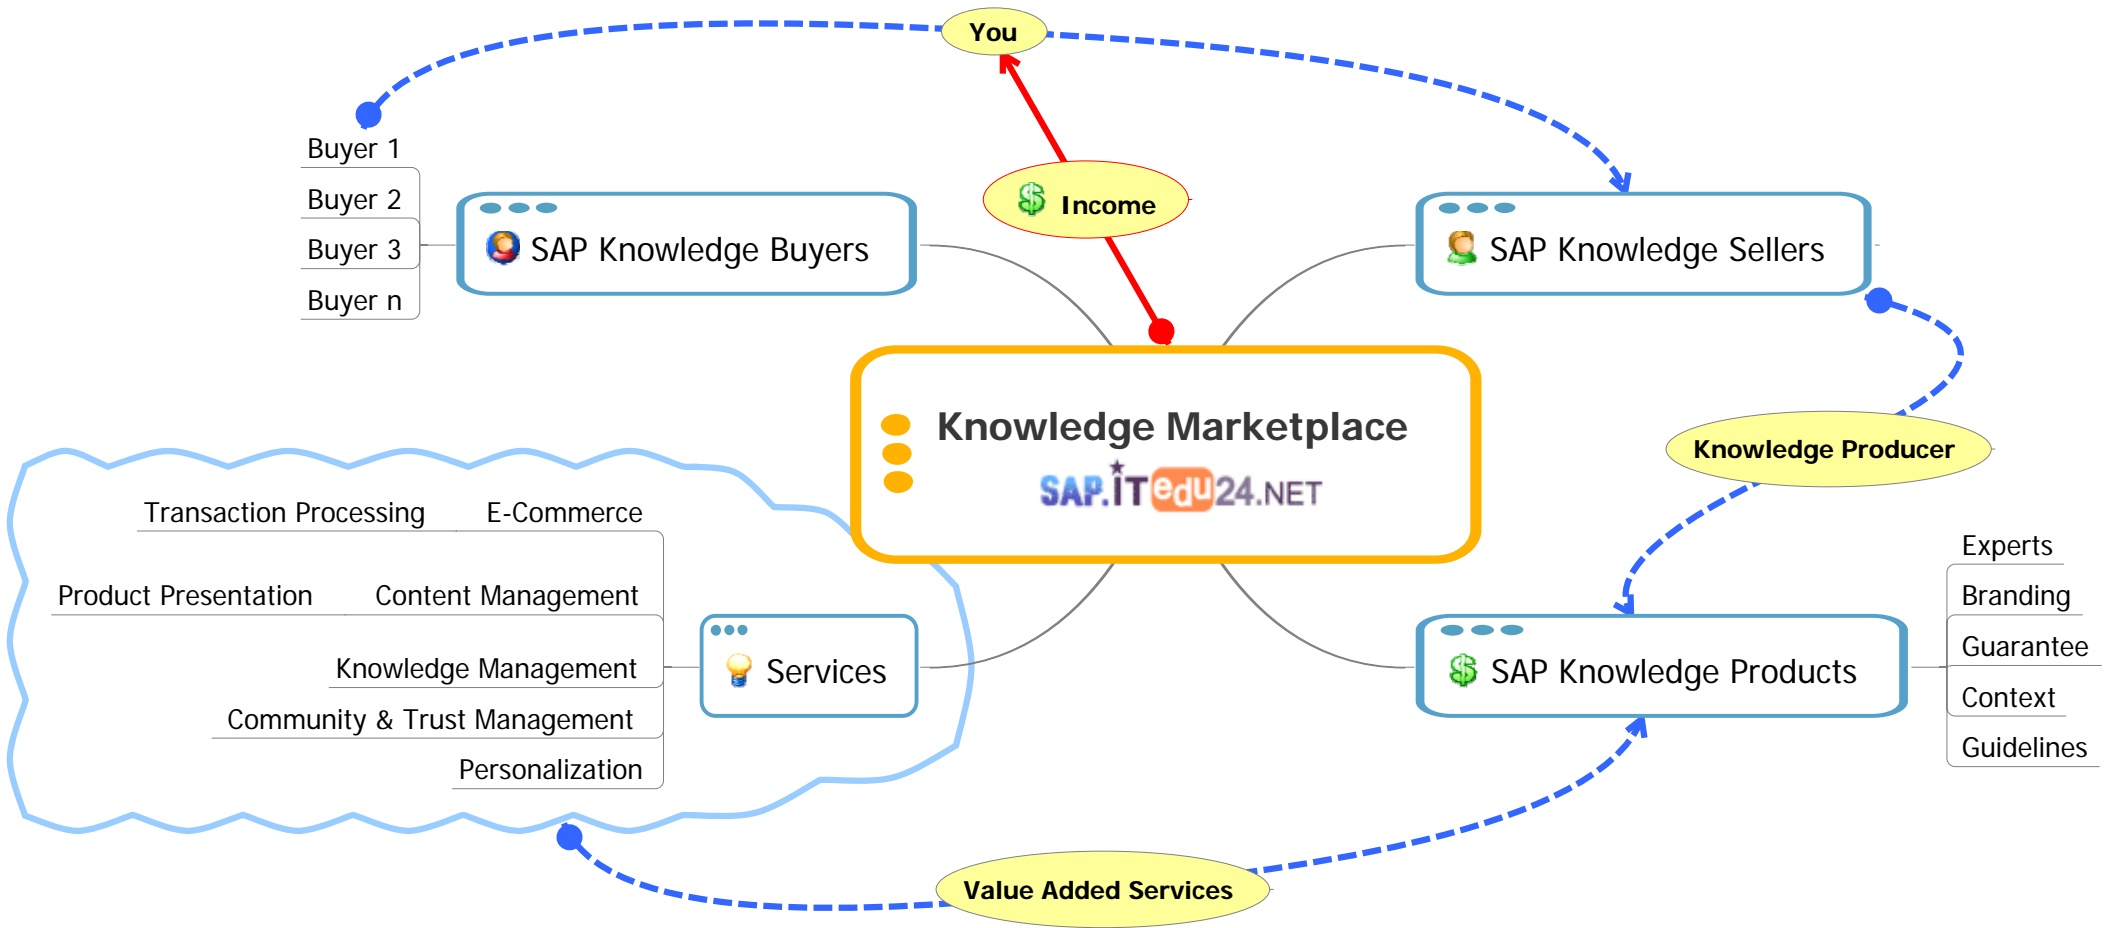 You
Buyer 1
Buyer 2
Buyer 3
Buyer n
SAP Knowledge Buyers
$ Income
SAP Knowledge Sellers
Knowledge Marketplace
SAP.iTedu24.NET
Knowledge Producer
Transaction Processing
E-Commerce
Product Presentation
Content Management
Knowledge Management
Community & Trust Management
Personalization
Services
$ SAP Knowledge Products
Experts
Branding
Guarantee
Context
Guidelines
Value Added Services